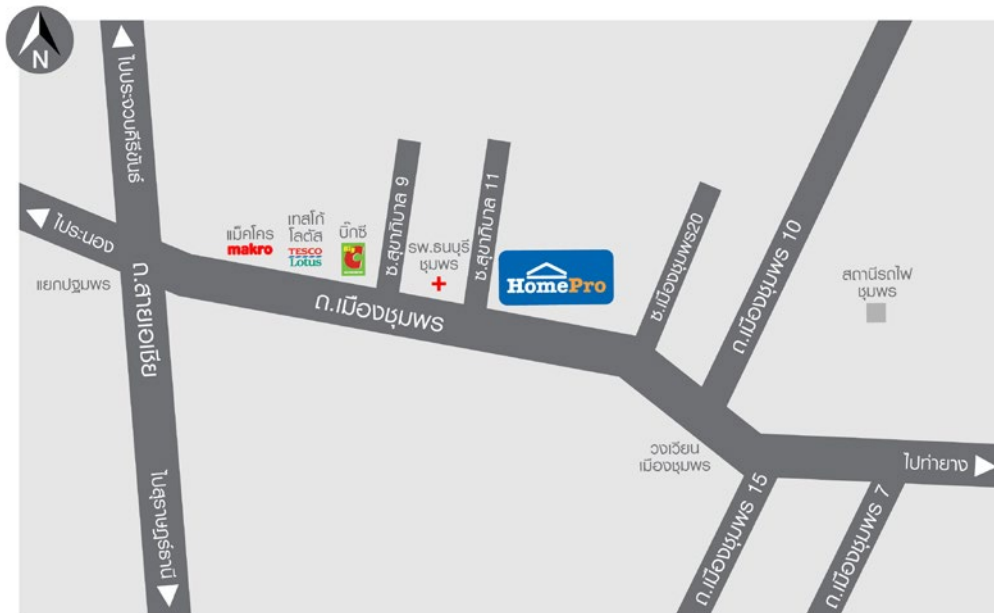 N
ไประจวบคีรีขันธ์
ไประนอง
แยกปฐมพร
ถ.สายเอเซีย
ไปสุราษฎร์ธานี
แม็คโคร
makro
เทสโก้
โลตัส
TESCO
Lotus
บิ๊กซี
Big
C
ซ.สุขาภิบาล 9
รพ.ธนบุรี
ชุมพร
ซ.สุขาภิบาล 11
HomePro
ถ.เมืองชุมพร
ซ.เมืองชุมพร20
ถ.เมืองชุมพร 10
สถานีรถไฟ
ชุมพร
วงเวียน
เมืองชุมพร
ไปท่ายาง
ถ.เมืองชุมพร 15
ถ.เมืองชุมพร 7